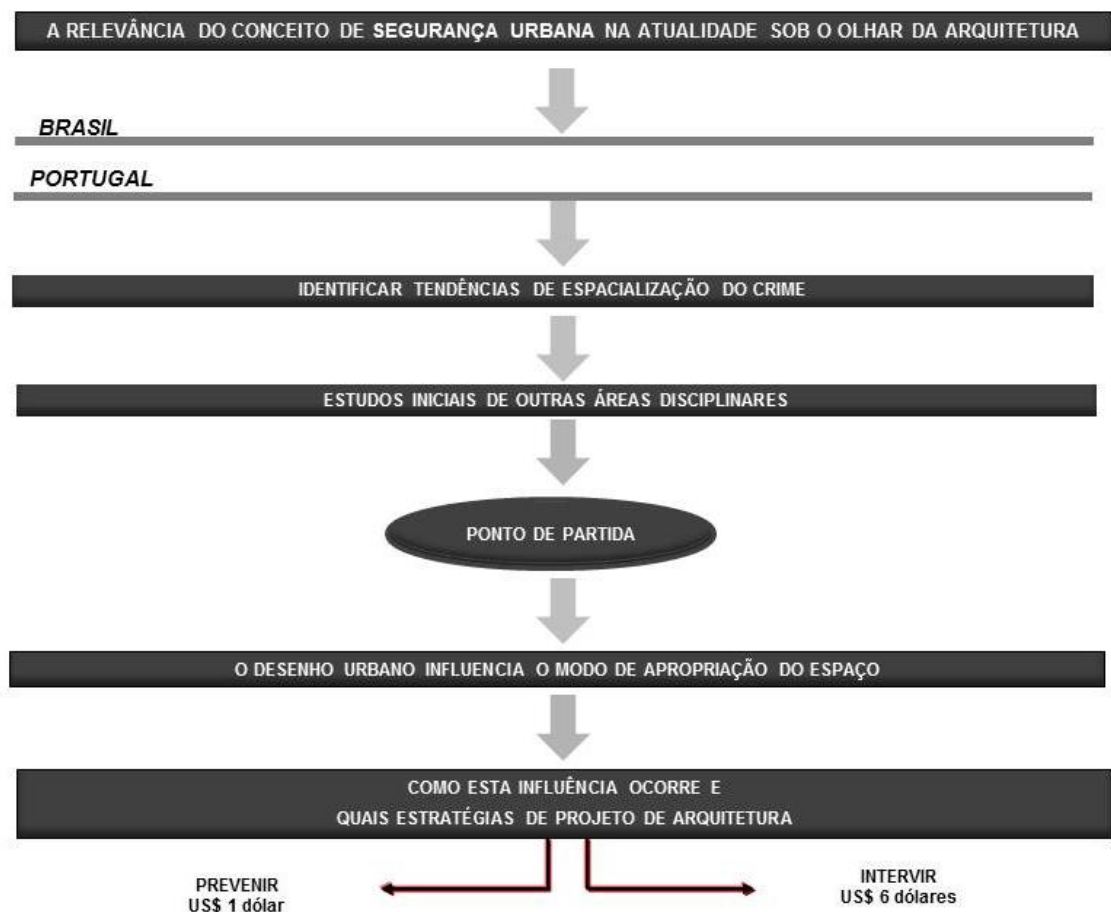 A RELEVÂNCIA DO CONCEITO DE SEGURANÇA URBANA NA ATUALIDADE SOB O OLHAR DA ARQUITETURA
BRASIL
PORTUGAL
IDENTIFICAR TENDÊNCIAS DE ESPACIALIZAÇÃO DO CRIME
ESTUDOS INICIAIS DE OUTRAS ÁREAS DISCIPLINARES
PONTO DE PARTIDA
O DESENHO URBANO INFLUENCIA O MODO DE APROPRIAÇÃO DO ESPAÇO
COMO ESTA INFLUÊNCIA OCORRE E
QUAIS ESTRATÉGIAS DE PROJETO DE ARQUITETURA
PREVENIR
US$ 1 dólar
INTERVIR
US$ 6 dólares